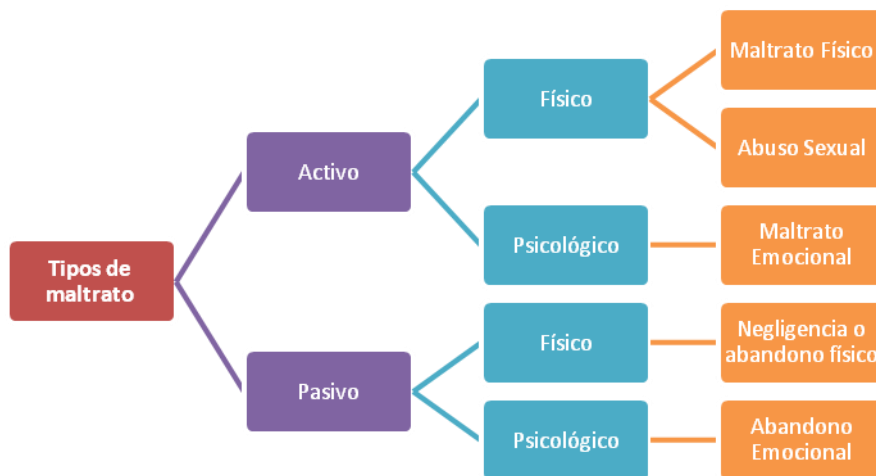 Tipos de
maltrato
Activo
Pasivo
Físico
Psicológico
Físico
Psicológico
Maltrato Físico
Abuso Sexual
Maltrato
Emocional
Negligencia o
abandono físico
Abandono
Emocional